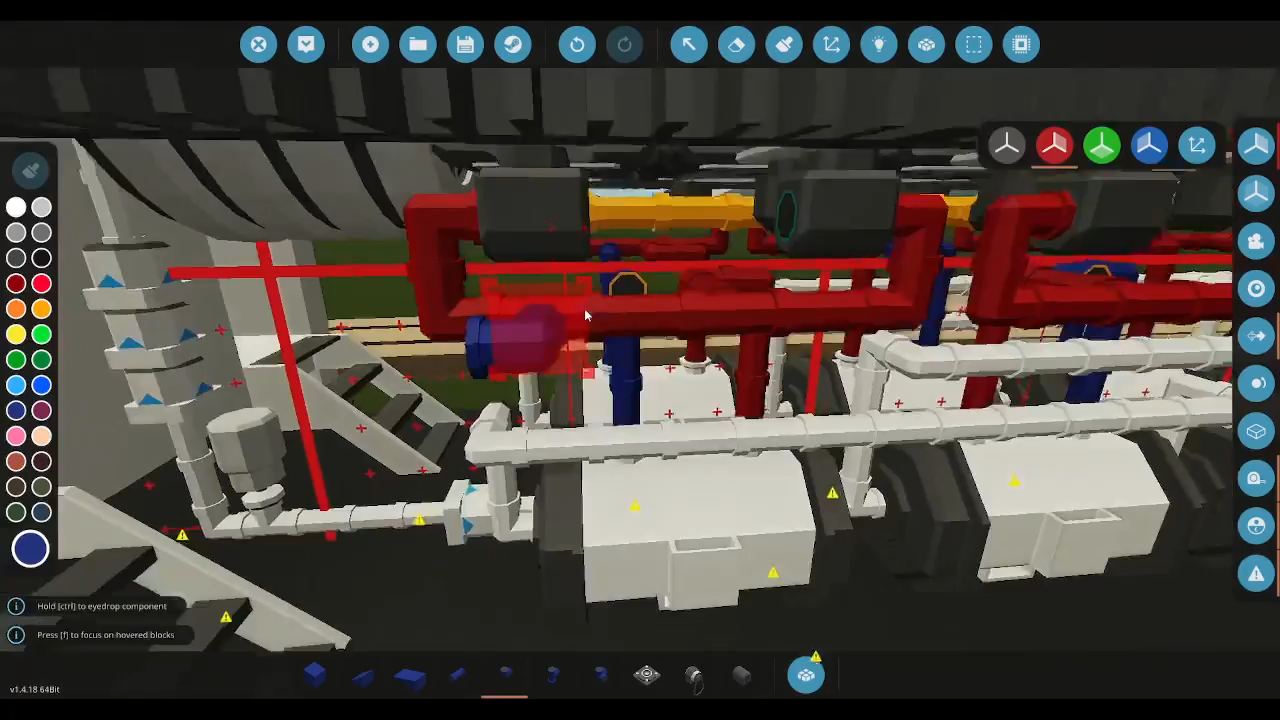 Hold [ctrl] to eyedrop component
Press [f] to focus on hovered blocks
v1.4.18 64Bit